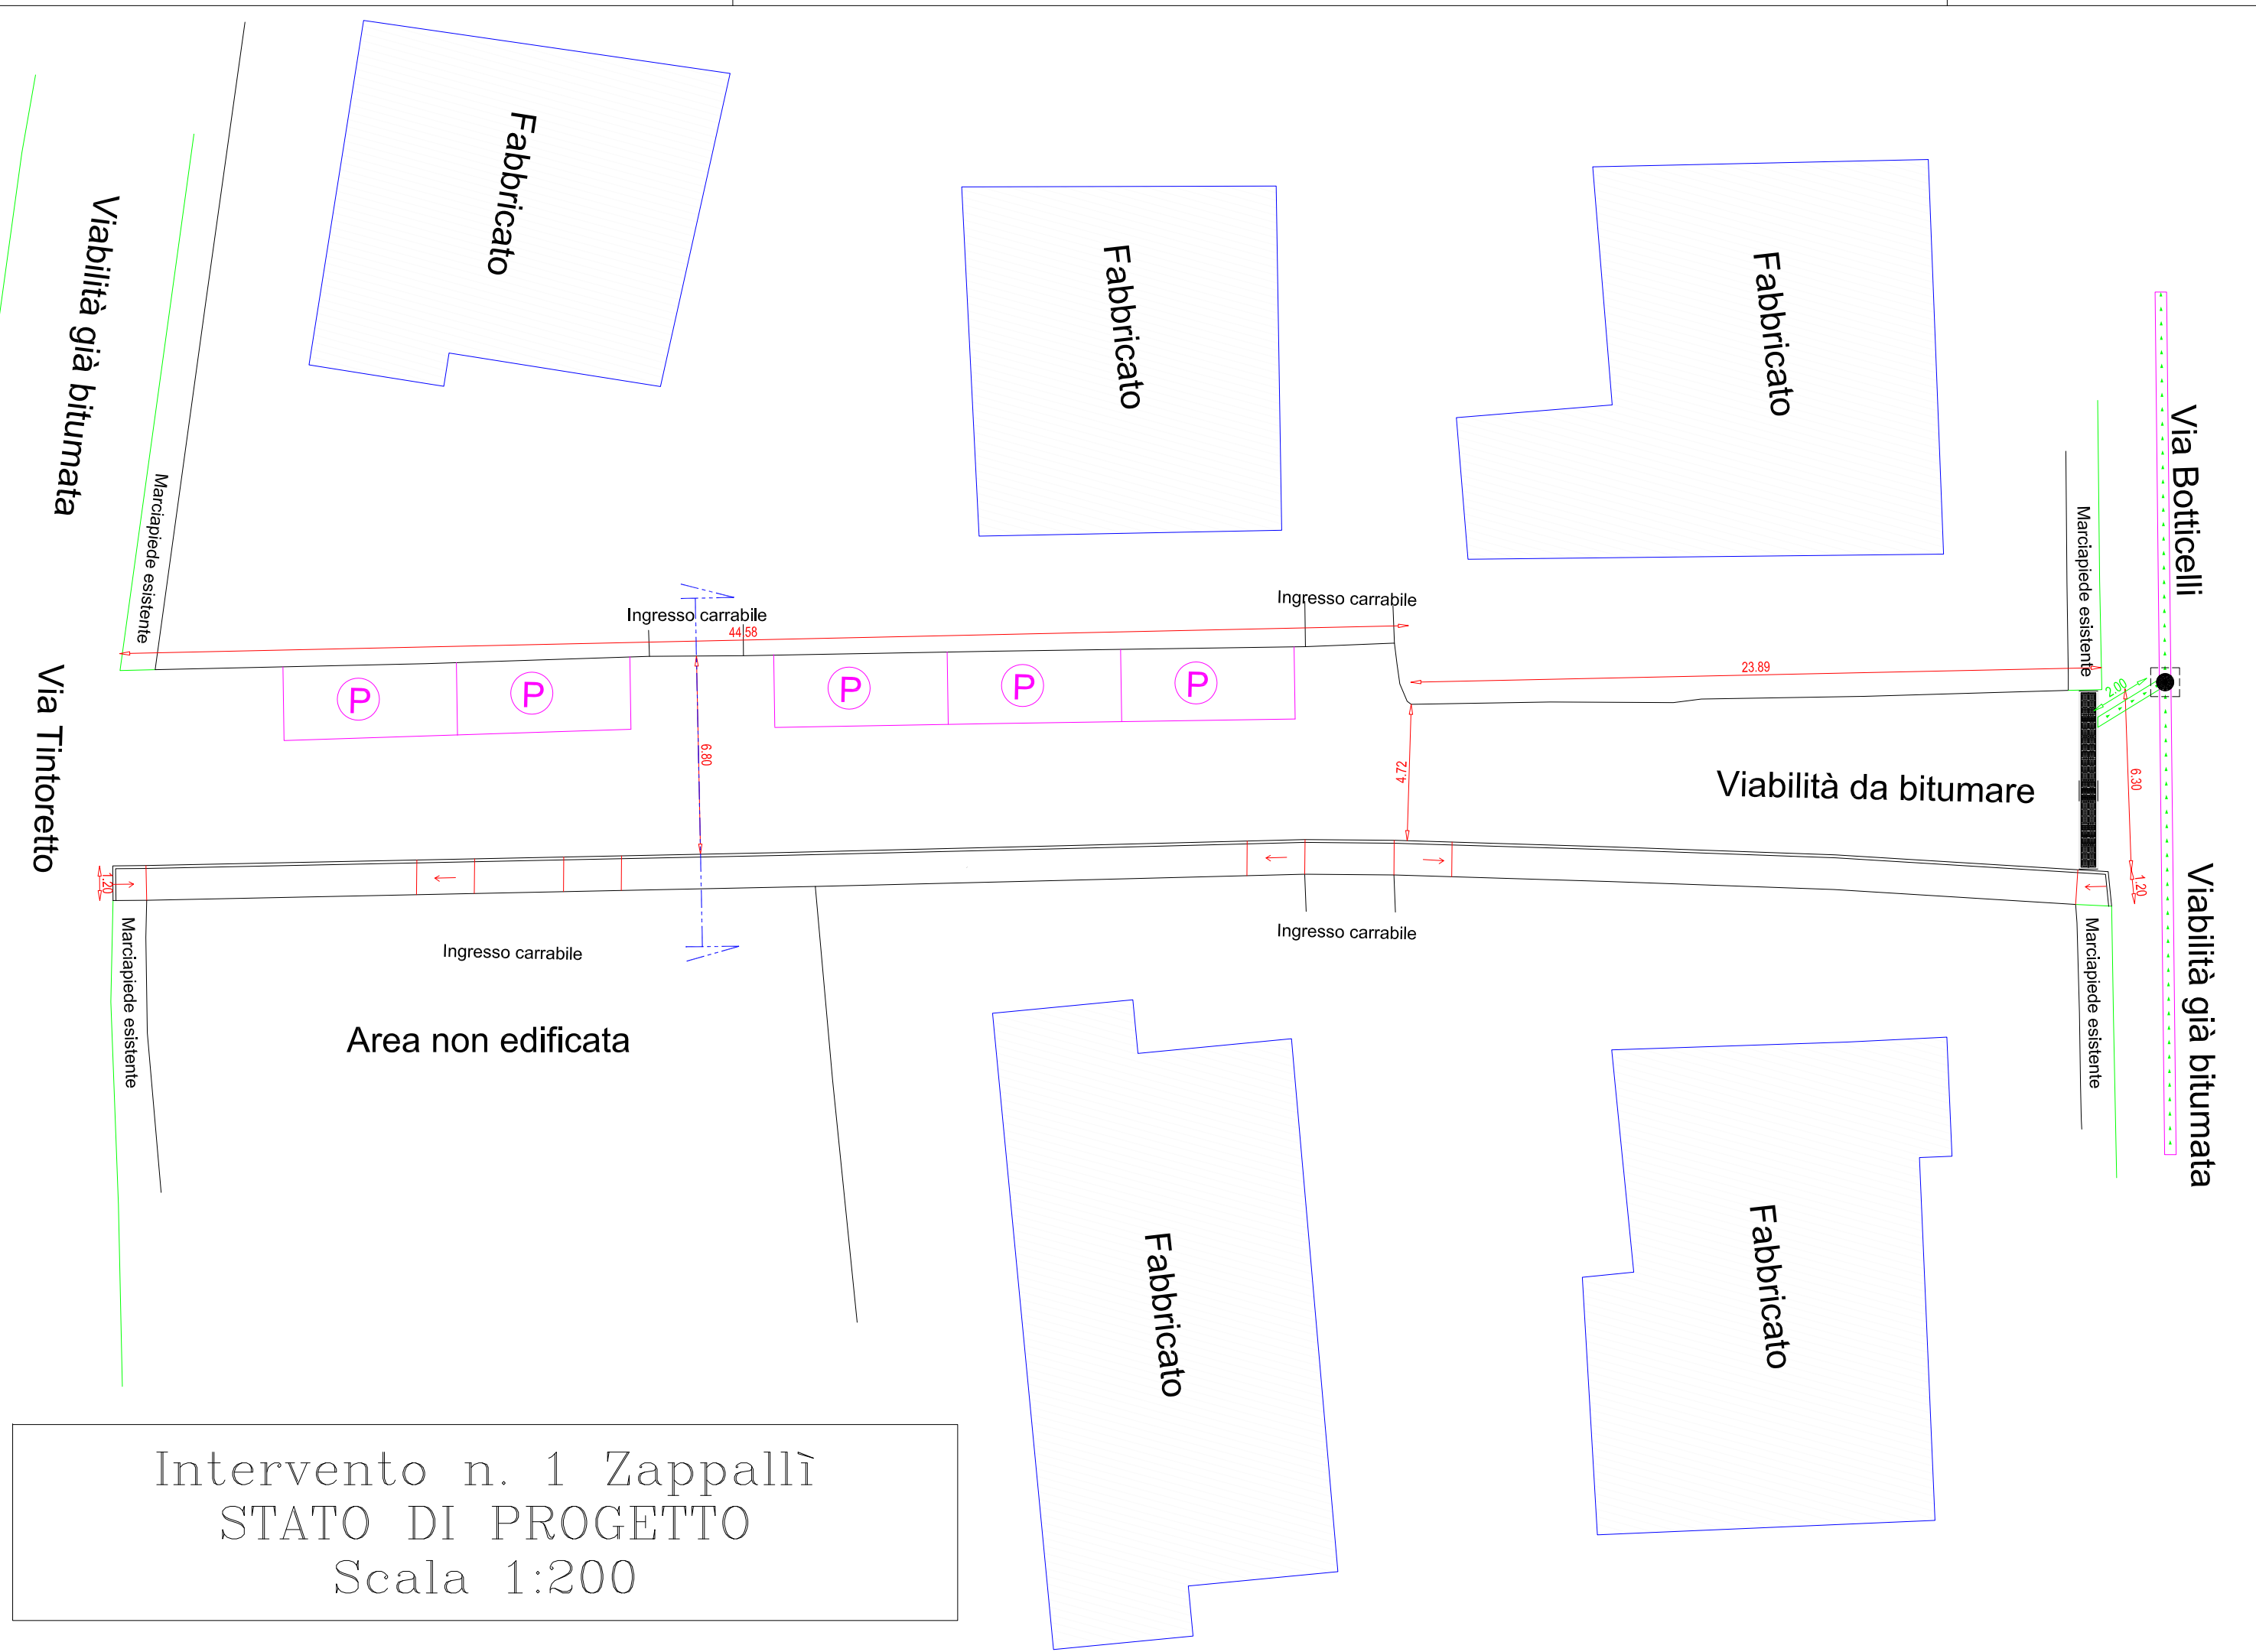 Fabbricato
Fabbricato
Fabbricato
Viabilità già bitumata
Via Botticelli
Marciapiede esistente
Marciapiede esistente
Ingresso carrabile
Ingresso carrabile
44.58
23.89
2.00
P
P
P
P
P
Via Tintoretto
6.80
4.72
Viabilità da bitumare
6.30
1.20
1.20
Marciapiede esistente
Ingresso carrabile
Ingresso carrabile
Marciapiede esistente
Viabilità già bitumata
Area non edificata
Fabbricato
Fabbricato
Intervento n. 1 Zappallì
STATO DI PROGETTO
Scala 1:200